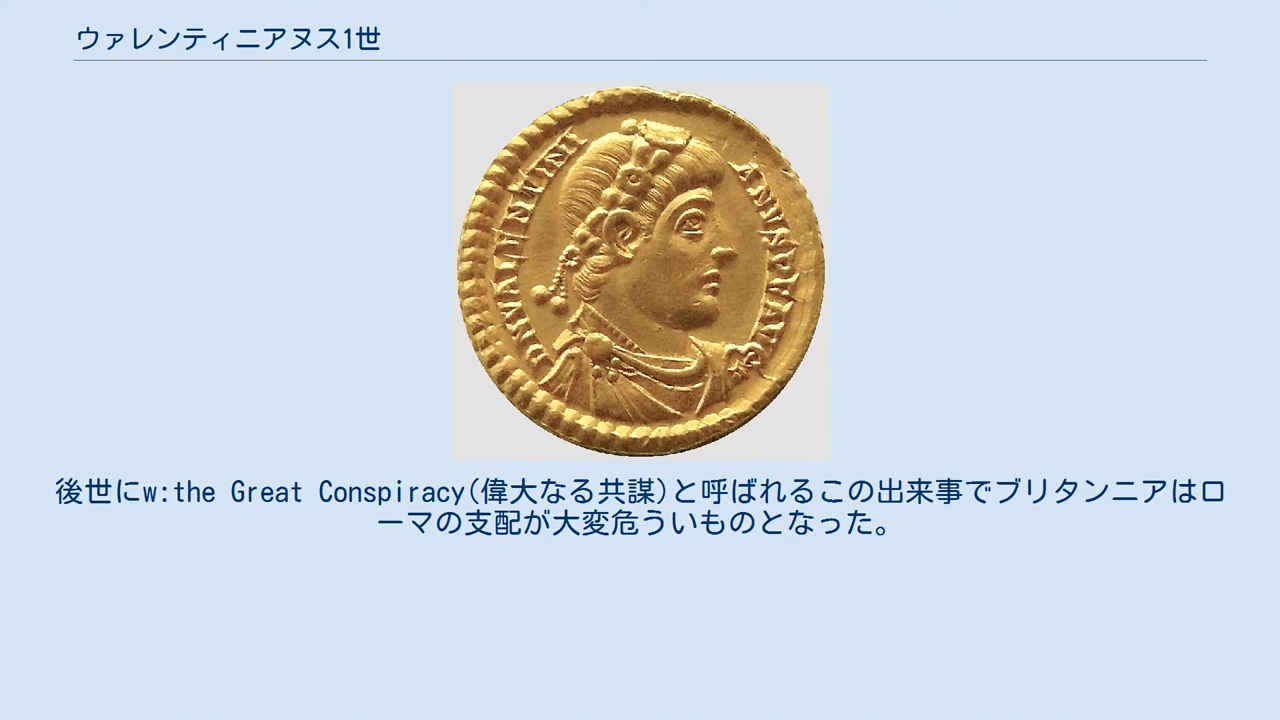 ウァレンティニアヌス1世
DNVALENTINI ANVSPFAVG
後世にw:the Great Conspiracy(偉大なる共謀)と呼ばれるこの出来事でブリタンニアはロ
ーマの支配が大変危ういものとなった。